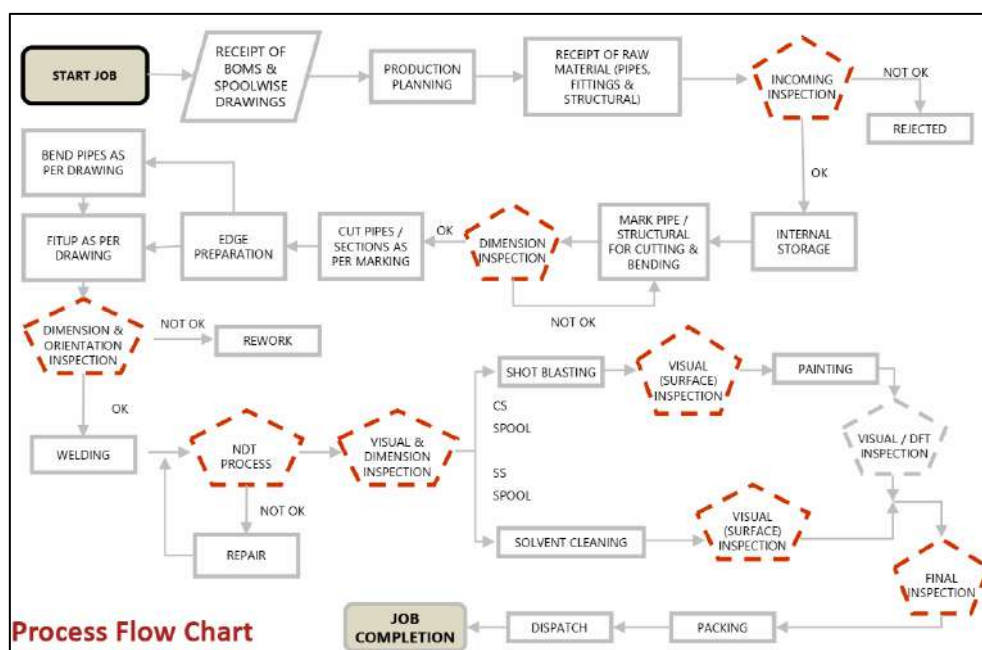 START JOB
RECEIPT OF
BOMS &
SPOOLWISE
DRAWINGS
PRODUCTION
PLANNING
RECEIPT OF RAW
MATERIAL (PIPES,
FITTINGS &
STRUCTURAL)
INCOMING
INSPECTION
NOT OK
REJECTED
OK
INTERNAL
STORAGE
MARK PIPE /
STRUCTURAL
FOR CUTTING &
BENDING
DIMENSION
INSPECTION
NOT OK
OK
CUT PIPES /
SECTIONS AS
PER MARKING
EDGE
PREPARATION
BEND PIPES AS
PER DRAWING
FITUP AS PER
DRAWING
DIMENSION &
ORIENTATION
INSPECTION
NOT OK
REWORK
OK
WELDING
NDT
PROCESS
NOT OK
REPAIR
VISUAL &
DIMENSION
INSPECTION
SHOT BLASTING
CS
SPOOL
SS
SPOOL
SOLVENT CLEANING
VISUAL
(SURFACE)
INSPECTION
PAINTING
VISUAL / DFT
INSPECTION
VISUAL
(SURFACE)
INSPECTION
FINAL
INSPECTION
PACKING
DISPATCH
JOB
COMPLETION
Process Flow Chart